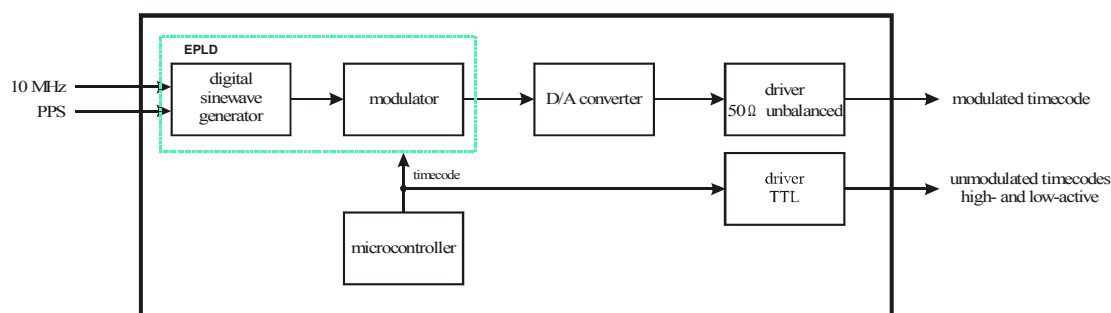 EPLD
10 MHz
PPS
digital
sinewave
generator
modulator
D/A converter
driver
50Ω unbalanced
modulated timecode
timecode
driver
TTL
unmodulated timecodes
high- and low-active
microcontroller